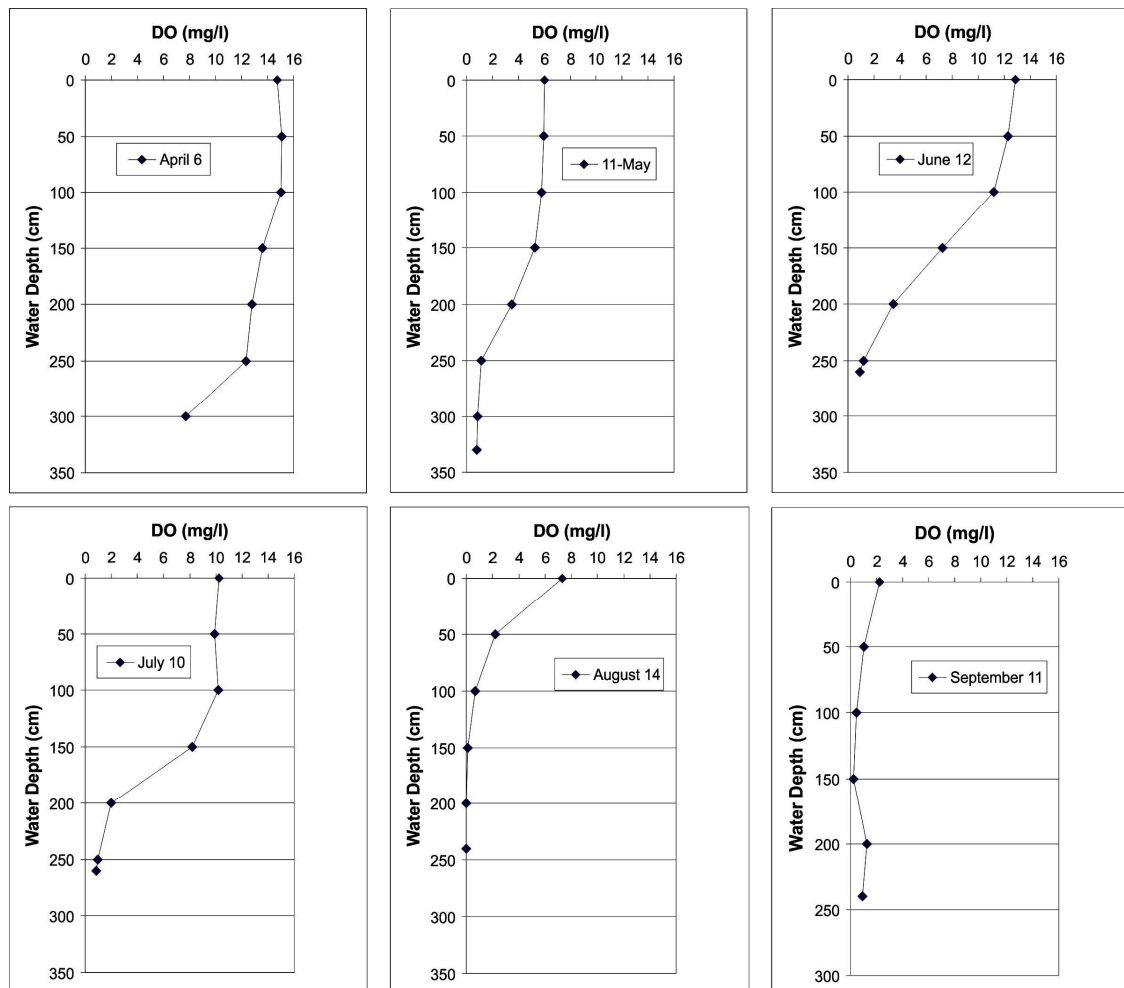 DO (mg/l)
0 2 4 6 8 10 12 14 16
0
50
100
150
200
250
300
350
Water Depth (cm)
April 6
DO (mg/l)
0 2 4 6 8 10 12 14 16
0
50
100
150
200
250
300
350
Water Depth (cm)
11-May
DO (mg/l)
0 2 4 6 8 10 12 14 16
0
50
100
150
200
250
300
350
Water Depth (cm)
June 12
DO (mg/l)
0 2 4 6 8 10 12 14 16
0
50
100
150
200
250
300
350
Water Depth (cm)
July 10
DO (mg/l)
0 2 4 6 8 10 12 14 16
0
50
100
150
200
250
300
350
Water Depth (cm)
August 14
DO (mg/l)
0 2 4 6 8 10 12 14 16
0
50
100
150
200
250
300
Water Depth (cm)
September 11